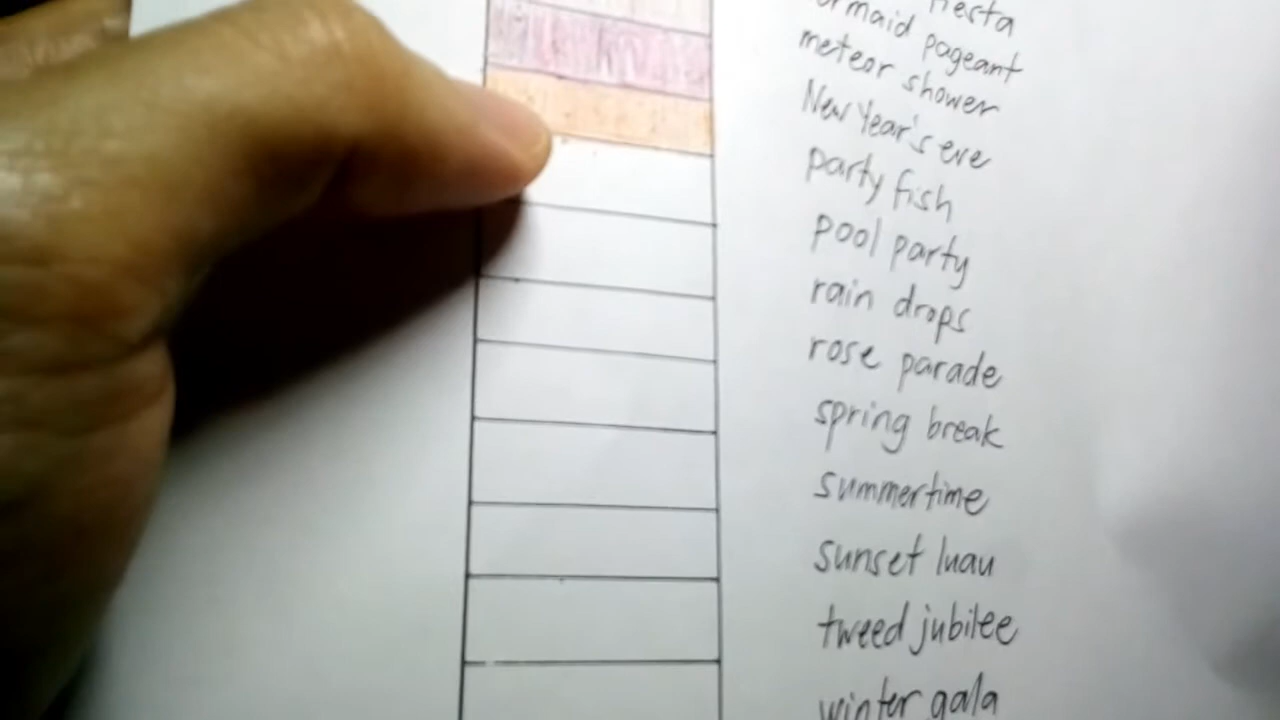 pageant
meteor shower
New Year's eve
party fish
pool party
rain drops
rose parade
spring break
summertime
sunset luau
tweed jubilee
winter gala